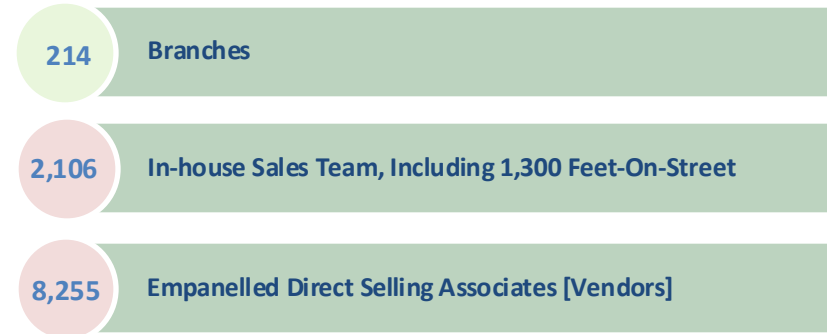 214 Branches
2,106 In-house Sales Team, Including 1,300 Feet-On-Street
8,255 Empanelled Direct Selling Associates [Vendors]